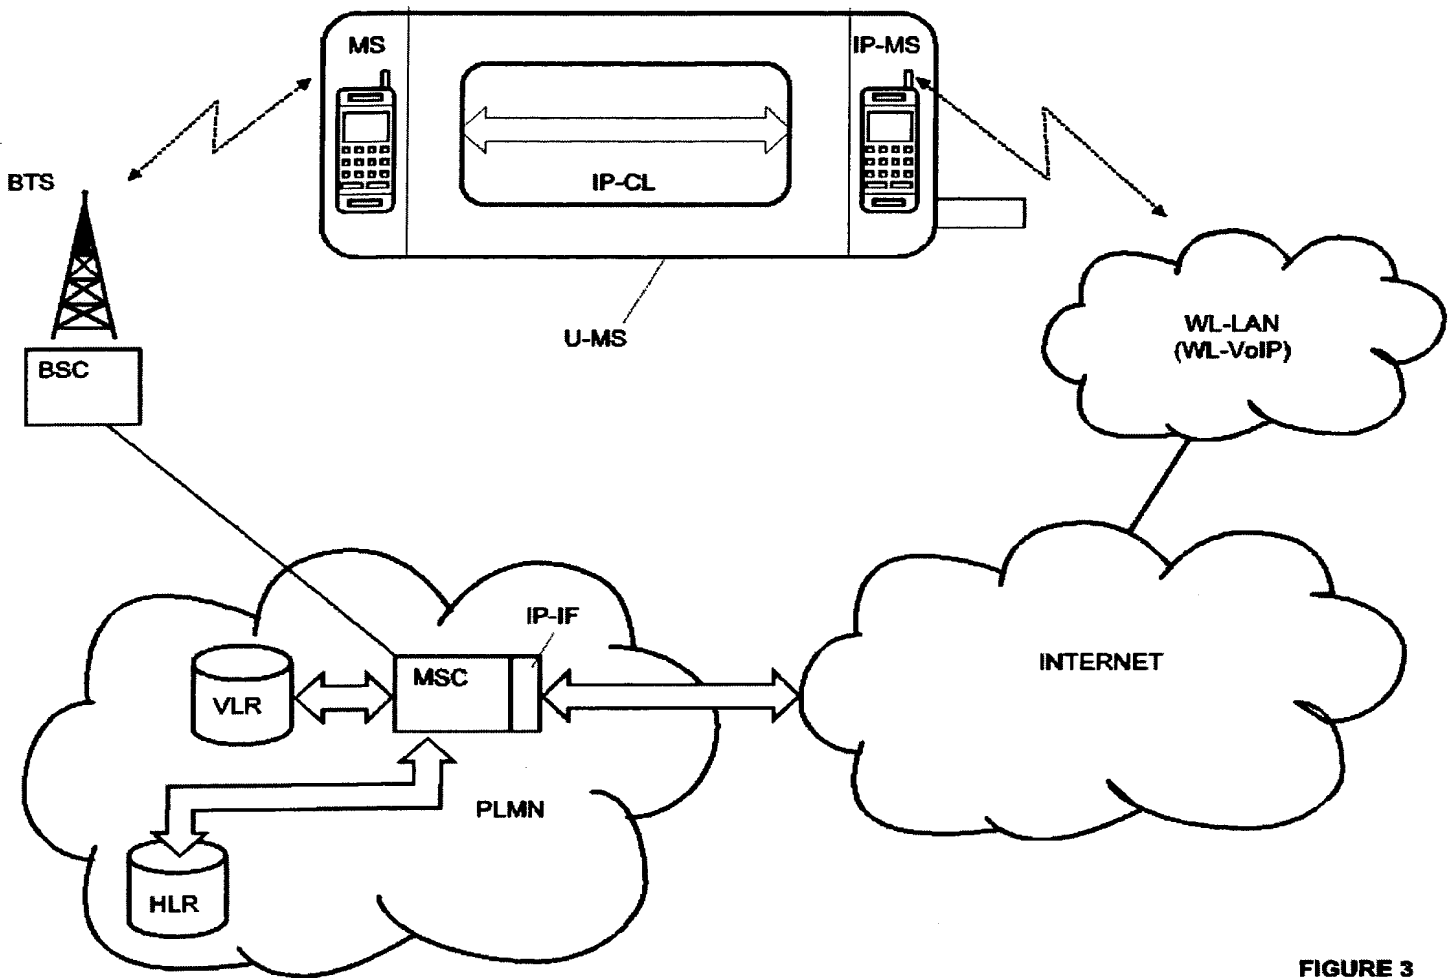 MS
IP-MS
IP-CL
BTS
U-MS
WL-LAN
(WL-VoIP)
BSC
IP-IF
MSC
VLR
INTERNET
PLMN
HLR
FIGURE 3